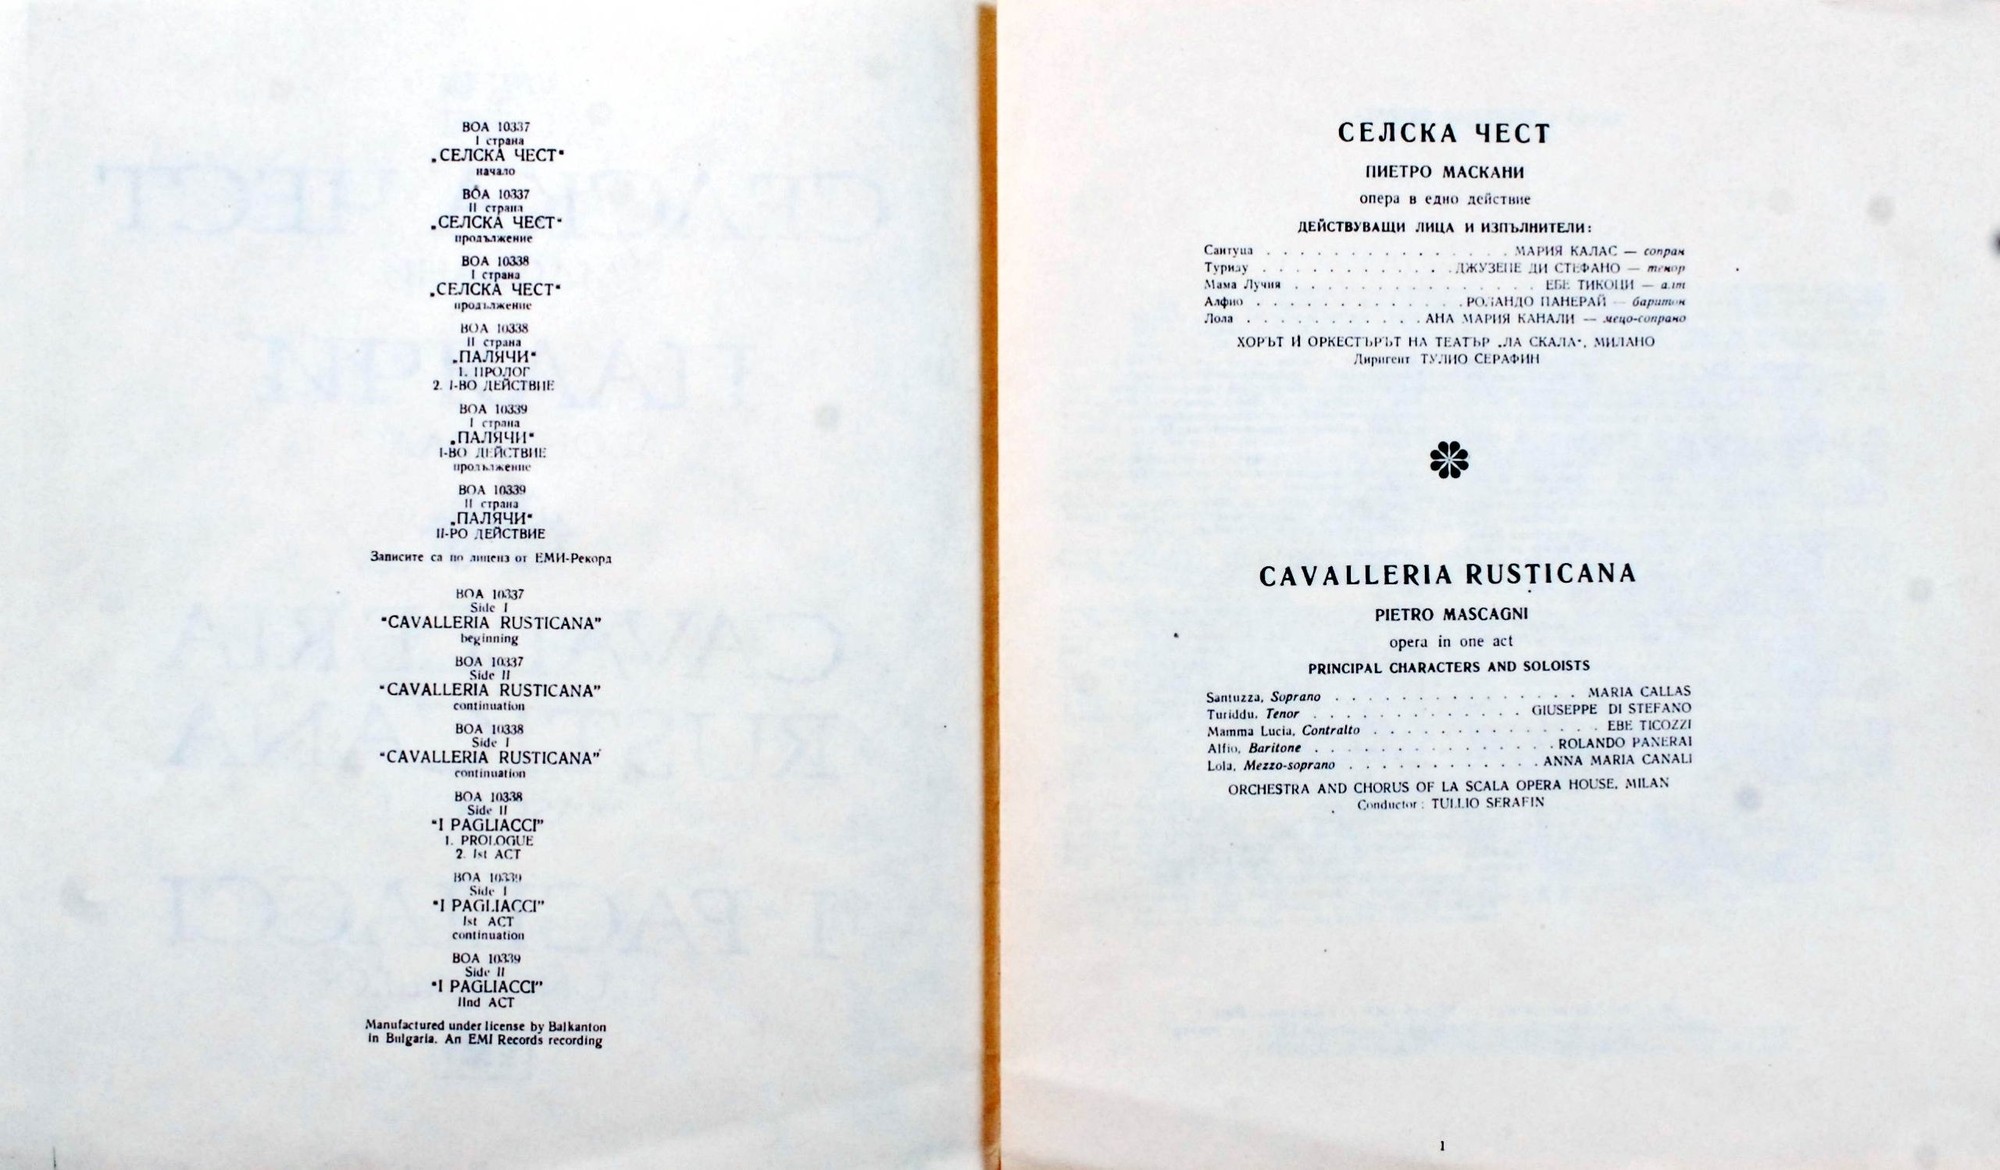 ВОА 10337
I страна
„СЕЛСКА ЧЕСТ“
начало
ВОА 10337
II страна
„СЕЛСКА ЧЕСТ“
продължение
ВОА 10338
I страна
„СЕЛСКА ЧЕСТ“
продължение
ВОА 10338
II страна
„ПАЛЯЧИ“
1. ПРОЛОГ
2. I-ВО ДЕЙСТВИЕ
ВОА 10339
I страна
„ПАЛЯЧИ“
I-ВО ДЕЙСТВИЕ
продължение
ВОА 10339
II страна
„ПАЛЯЧИ“
II-РО ДЕЙСТВИЕ
Записите са по лиценз от ЕМИ-Рекорд
BOA 10337
Side I
“CAVALLERIA RUSTICANA”
beginning
BOA 10337
Side II
“CAVALLERIA RUSTICANA”
continuation
BOA 10338
Side I
“CAVALLERIA RUSTICANA”
continuation
BOA 10338
Side II
“I PAGLIACCI”
1. PROLOGUE
2. Ist ACT
BOA 10339
Side I
“I PAGLIACCI”
Ist ACT
continuation
BOA 10339
Side II
“I PAGLIACCI”
IInd ACT
Manufactured under license by Balkanton
in Bulgaria. An EMI Records recording
СЕЛСКА ЧЕСТ
ПИЕТРО МАСКАНИ
опера в едно действие
ДЕЙСТВУВАЩИ ЛИЦА И ИЗПЪЛНИТЕЛИ:
Сантуца . . . . . . . . . . . . . . . МАРИЯ КАЛАС — сопран
Туриду . . . . . . . . . . . . ДЖУЗЕПЕ ДИ СТЕФАНО — тенор
Мама Лучия . . . . . . . . . . . . . . . ЕБЕ ТИКОЦИ — алт
Алфио . . . . . . . . . . . . . РОЛАНДО ПАНЕРАЙ — баритон
Лола . . . . . . . . . . . АНА МАРИЯ КАНАЛИ — мецо-сопрано
ХОРЪТ И ОРКЕСТЪРЪТ НА ТЕАТЪР „ЛА СКАЛА“, МИЛАНО
Диригент ТУЛИО СЕРАФИН
CAVALLERIA RUSTICANA
PIETRO MASCAGNI
opera in one act
PRINCIPAL CHARACTERS AND SOLOISTS
Santuzza, Soprano . . . . . . . . . . . . . . . MARIA CALLAS
Turiddu, Tenor . . . . . . . . . . . . . GIUSEPPE DI STEFANO
Mamma Lucia, Contralto . . . . . . . . . . . . . . EBE TICOZZI
Alfio, Baritone . . . . . . . . . . . . . . ROLANDO PANERAI
Lola, Mezzo-soprano . . . . . . . . . . . . ANNA MARIA CANALI
ORCHESTRA AND CHORUS OF LA SCALA OPERA HOUSE, MILAN
Conductor: TULLIO SERAFIN
1